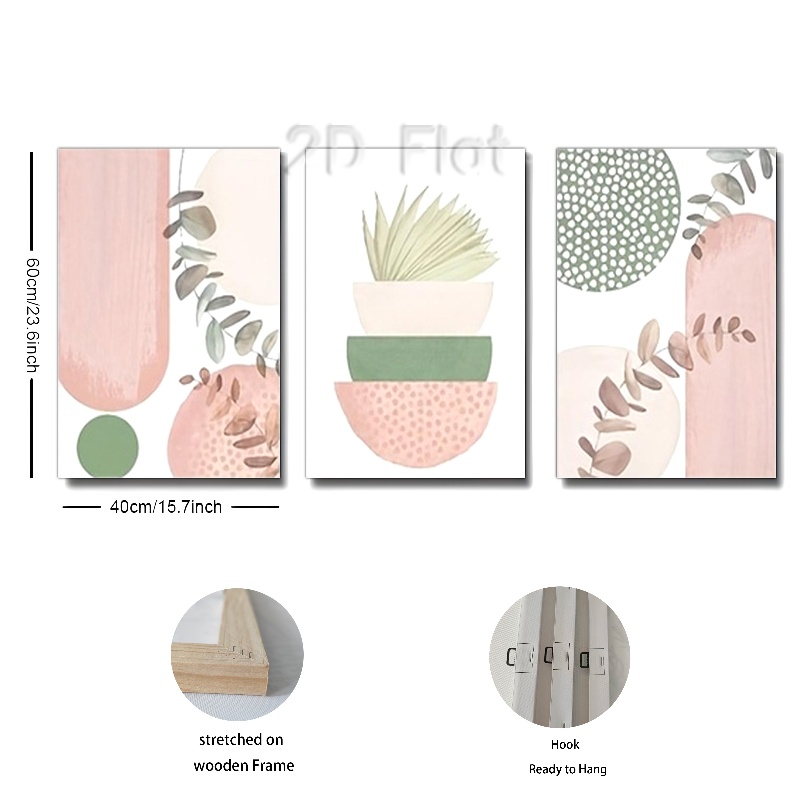 2D Flat
60cm/23.6inch
40cm/15.7inch
stretched on
wooden Frame
Hook
Ready to Hang